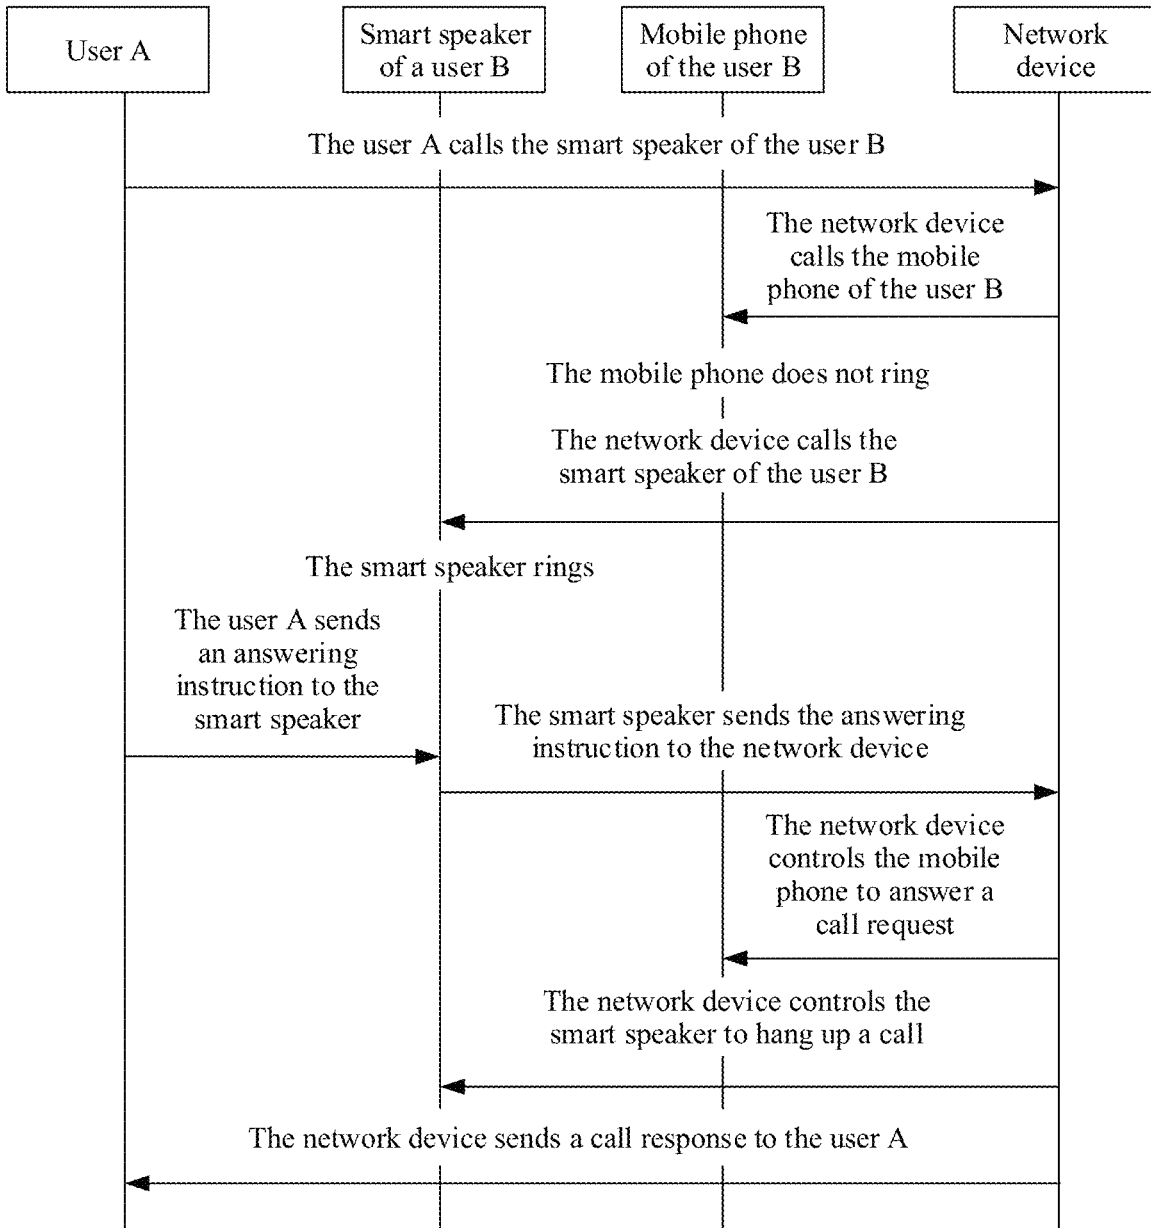 User A
Smart speaker
of a user B
Mobile phone
of the user B
Network
device
The user A calls the smart speaker of the user B
The network device
calls the mobile
phone of the user B
The mobile phone does not ring
The network device calls the
smart speaker of the user B
The smart speaker rings
The user A sends
an answering
instruction to the
smart speaker
The smart speaker sends the answering
instruction to the network device
The network device
controls the mobile
phone to answer a
call request
The network device controls the
smart speaker to hang up a call
The network device sends a call response to the user A